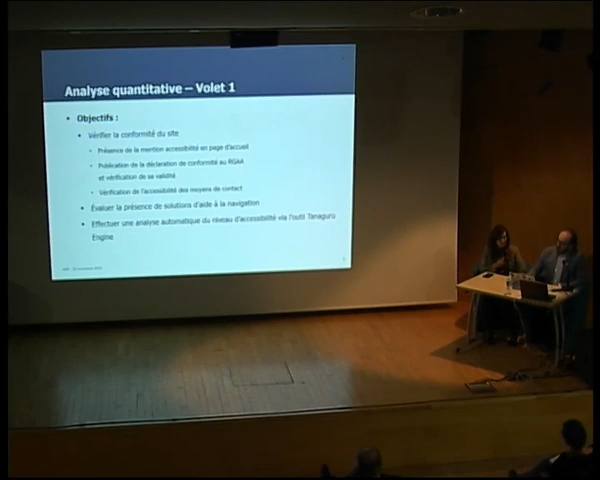 Analyse quantitative – Volet 1
• Objectifs :
• Vérifier la conformité du site
• Présence de la mention accessibilité en page d'accueil
• Publication de la déclaration de conformité au RGAA
et vérification de sa validité
• Vérification de l'accessibilité des moyens de contact
• Évaluer la présence de solutions d'aide à la navigation
• Effectuer une analyse automatique du niveau d'accessibilité via l'outil Tanaguru
Engine